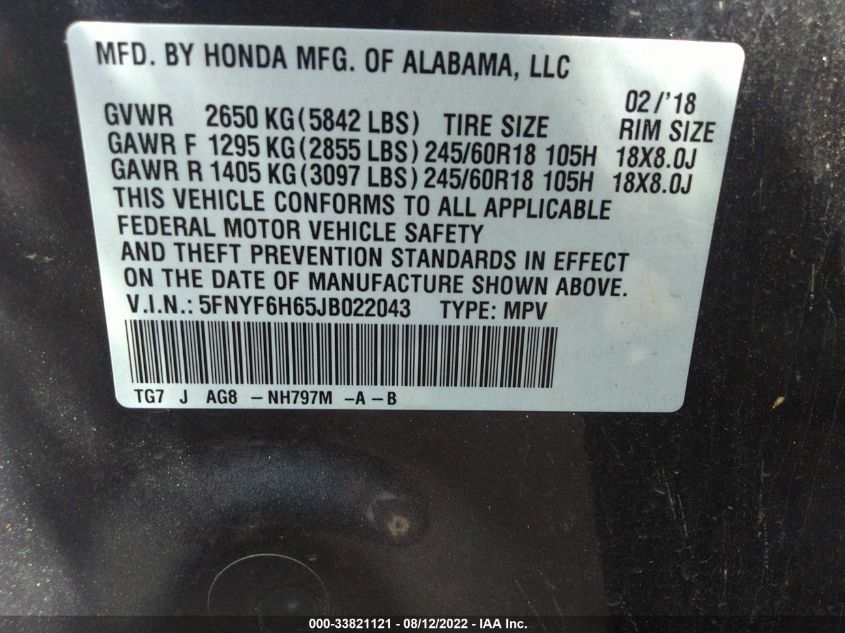 MFD. BY HONDA MFG. OF ALABAMA, LLC
02/'18
GVWR 2650 KG(5842 LBS) TIRE SIZE RIM SIZE
GAWR F 1295 KG(2855 LBS) 245/60R18 105H 18X8.0J
GAWR R 1405 KG(3097 LBS) 245/60R18 105H 18X8.0J
THIS VEHICLE CONFORMS TO ALL APPLICABLE
FEDERAL MOTOR VEHICLE SAFETY
AND THEFT PREVENTION STANDARDS IN EFFECT
ON THE DATE OF MANUFACTURE SHOWN ABOVE.
V.I.N.: 5FNYF6H65JB022043 TYPE: MPV
TG7 J AG8 - NH797M -A-B
000-33821121 - 08/12/2022 - IAA Inc.